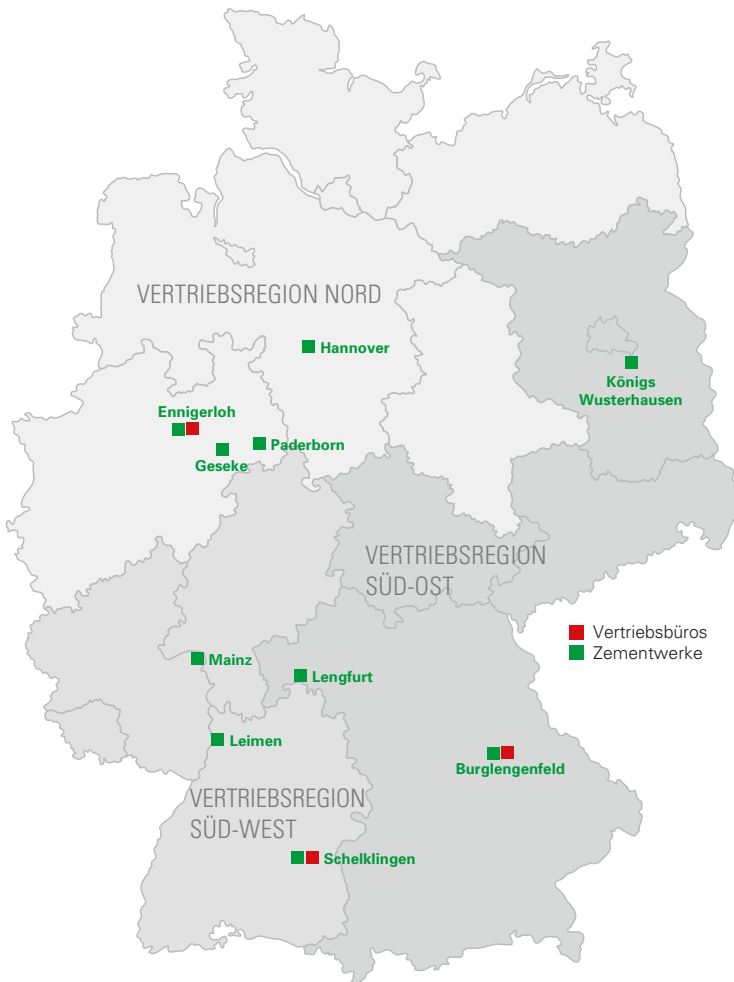 VERTRIEBSREGION NORD
Hannover
Königs
Wusterhausen
Ennigerloh
Paderborn
Geseke
VERTRIEBSREGION
SÜD-OST
Vertriebsbüros
Zementwerke
Mainz
Lengfurt
Leimen
Burglengenfeld
VERTRIEBSREGION
SÜD-WEST
Schelklingen